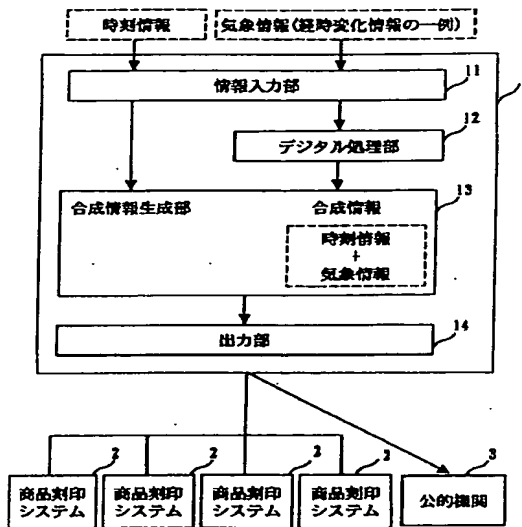 時刻情報
気象情報(経時変化情報の一例)
情報入力部
11
デジタル処理部
12
合成情報生成部
合成情報
13
時刻情報
+
気象情報
出力部
14
商品刻印
システム
2
商品刻印
システム
2
商品刻印
システム
2
商品刻印
システム
2
公的機関
3